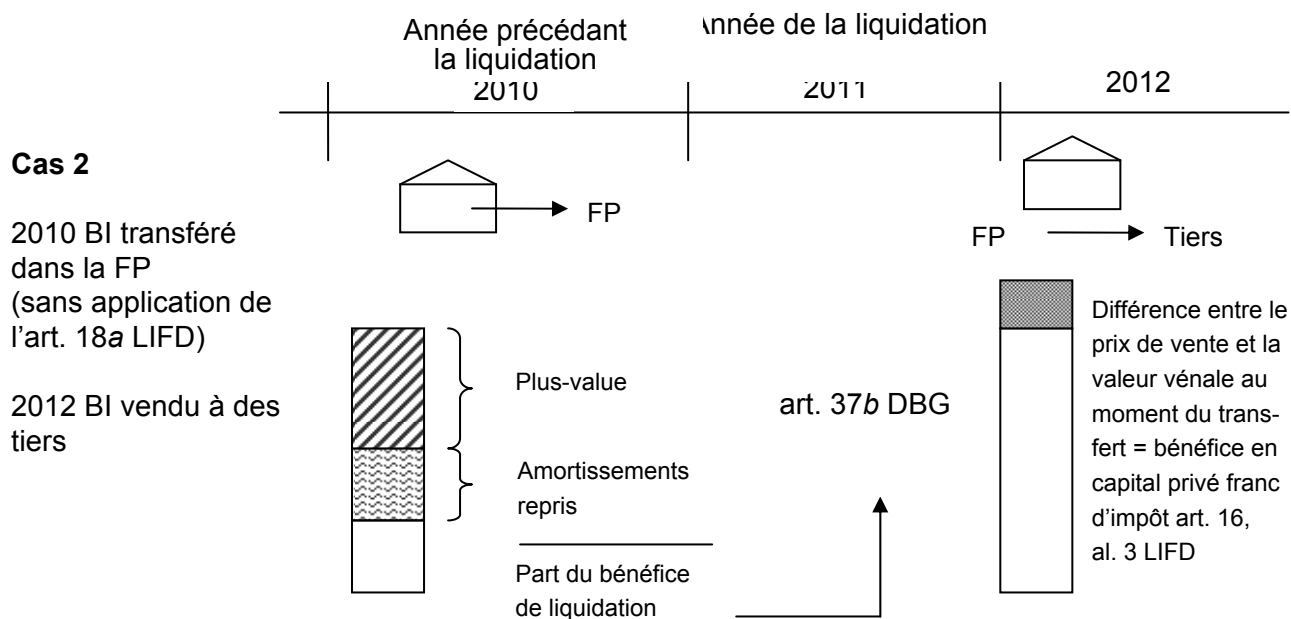 Année précédant
la liquidation
Année de la liquidation
2010
2011
2012
Cas 2
2010 BI transféré
dans la FP
(sans application de
l'art. 18a LIFD)
2012 BI vendu à des
tiers
FP
Plus-value
Amortissements
repris
Part du bénéfice
de liquidation
art. 37b DBG
FP
Tiers
Différence entre le
prix de vente et la
valeur vénale au
moment du trans-
fert = bénéfice en
capital privé franc
d'impôt art. 16,
al. 3 LIFD